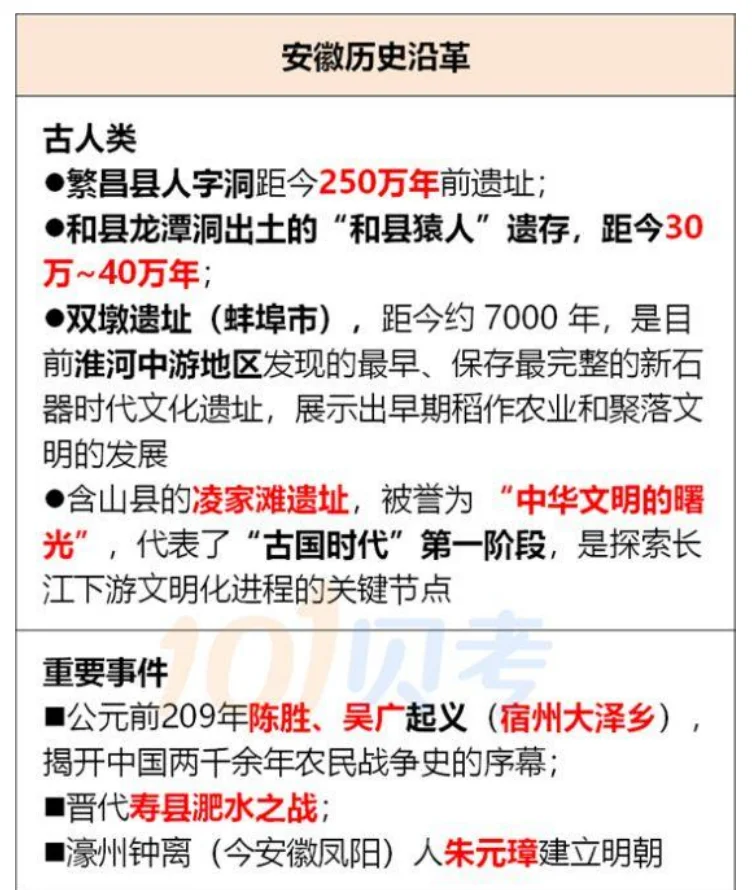 安徽历史沿革
古人类
●繁昌县人字洞距今250万年前遗址；
●和县龙潭洞出土的“和县猿人”遗存，距今30
万~40万年；
●双墩遗址（蚌埠市），距今约 7000 年，是目
前淮河中游地区发现的最早、保存最完整的新石
器时代文化遗址，展示出早期稻作农业和聚落文
明的发展
●含山县的凌家滩遗址，被誉为“中华文明的曙
光”，代表了“古国时代”第一阶段，是探索长
江下游文明化进程的关键节点
101贝考
重要事件
■公元前209年陈胜、吴广起义（宿州大泽乡），
揭开中国两千余年农民战争史的序幕；
■晋代寿县淝水之战；
■濠州钟离（今安徽凤阳）人朱元璋建立明朝